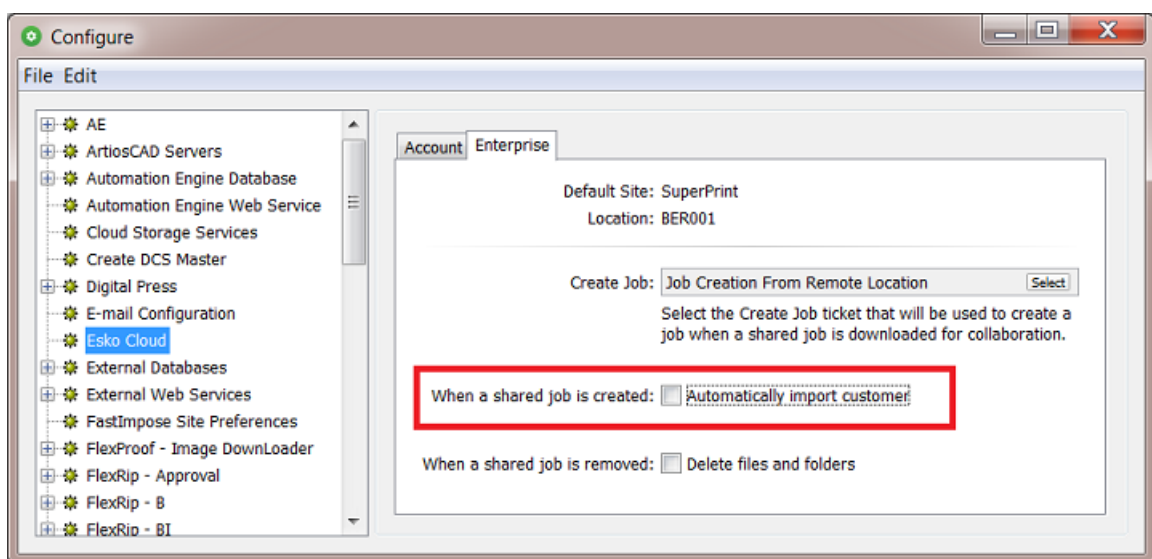 Configure
File Edit
AE
ArtiosCAD Servers
Automation Engine Database
Automation Engine Web Service
Cloud Storage Services
Create DCS Master
Digital Press
E-mail Configuration
Esko Cloud
External Databases
External Web Services
FastImpose Site Preferences
FlexProof - Image DownLoader
FlexRip - Approval
FlexRip - B
FlexRip - BI
Account Enterprise
Default Site: SuperPrint
Location: BER001
Create Job: Job Creation From Remote Location Select
Select the Create Job ticket that will be used to create a
job when a shared job is downloaded for collaboration.
When a shared job is created: Automatically import customer
When a shared job is removed: Delete files and folders